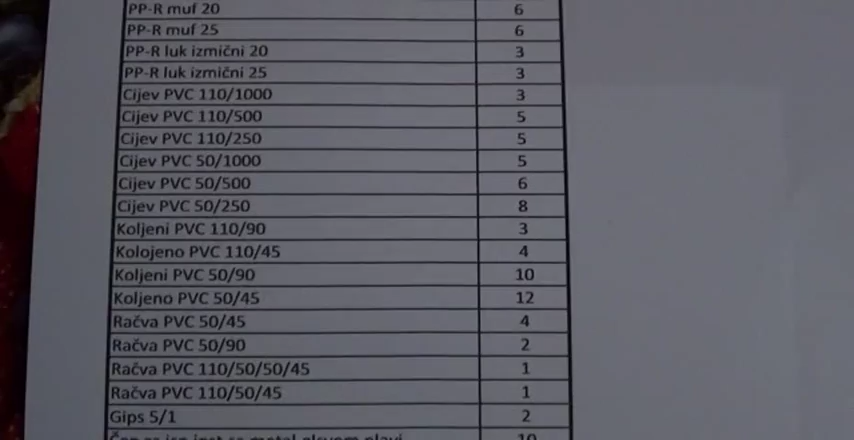 PP-R muf 20 6
PP-R muf 25 6
PP-R luk izmični 20 3
PP-R luk izmični 25 3
Cijev PVC 110/1000 3
Cijev PVC 110/500 5
Cijev PVC 110/250 5
Cijev PVC 50/1000 5
Cijev PVC 50/500 6
Cijev PVC 50/250 8
Koljeni PVC 110/90 3
Kolojeno PVC 110/45 4
Koljeni PVC 50/90 10
Koljeno PVC 50/45 12
Račva PVC 50/45 4
Račva PVC 50/90 2
Račva PVC 110/50/50/45 1
Račva PVC 110/50/45 1
Gips 5/1 2
10